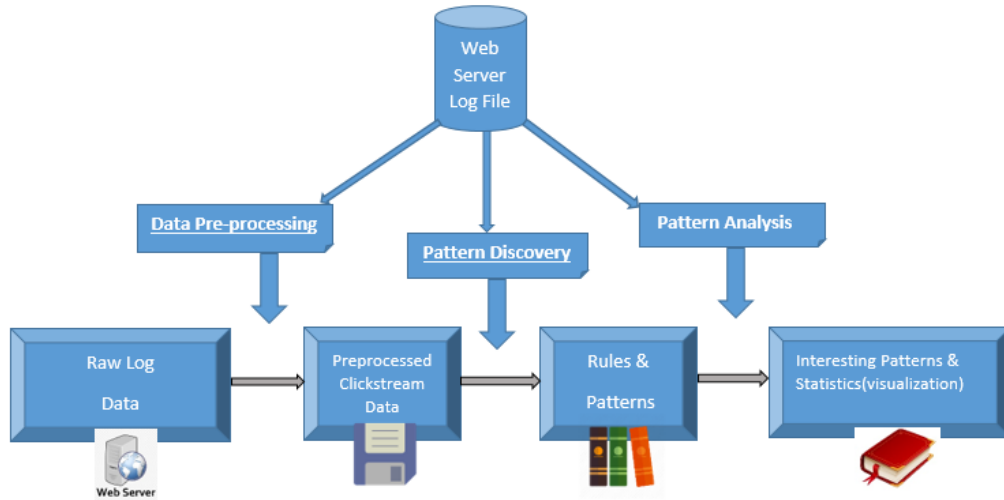 Web
Server
Log File
Data Pre-processing
Pattern Discovery
Pattern Analysis
Raw Log
Data
Web Server
Preprocessed
Clickstream
Data
Rules &
Patterns
Interesting Patterns &
Statistics(visualization)